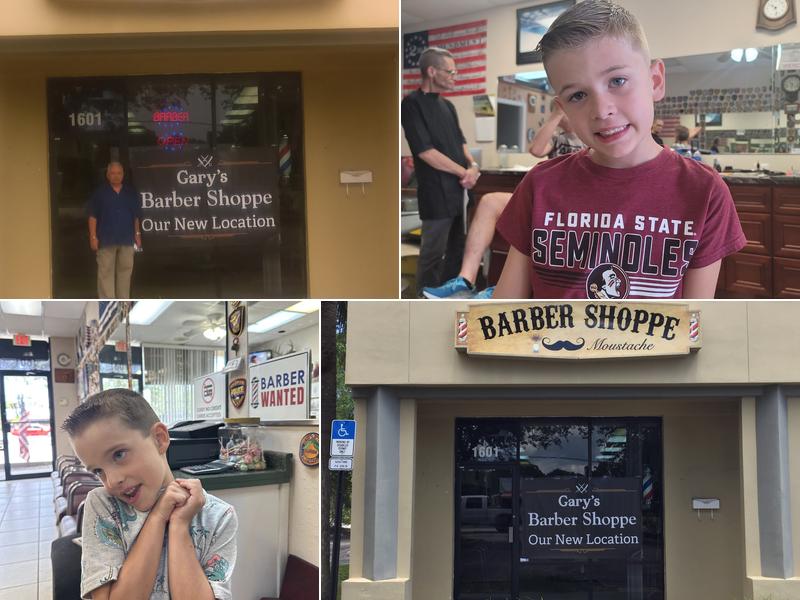 1601
BARBER
OPEN
Gary's
Barber Shoppe
Our New Location
FLORIDA STATE
SEMINOLES
BARBER
WANTED
BARBER SHOPPE
Moustache
1601
Gary's
Barber Shoppe
Our New Location